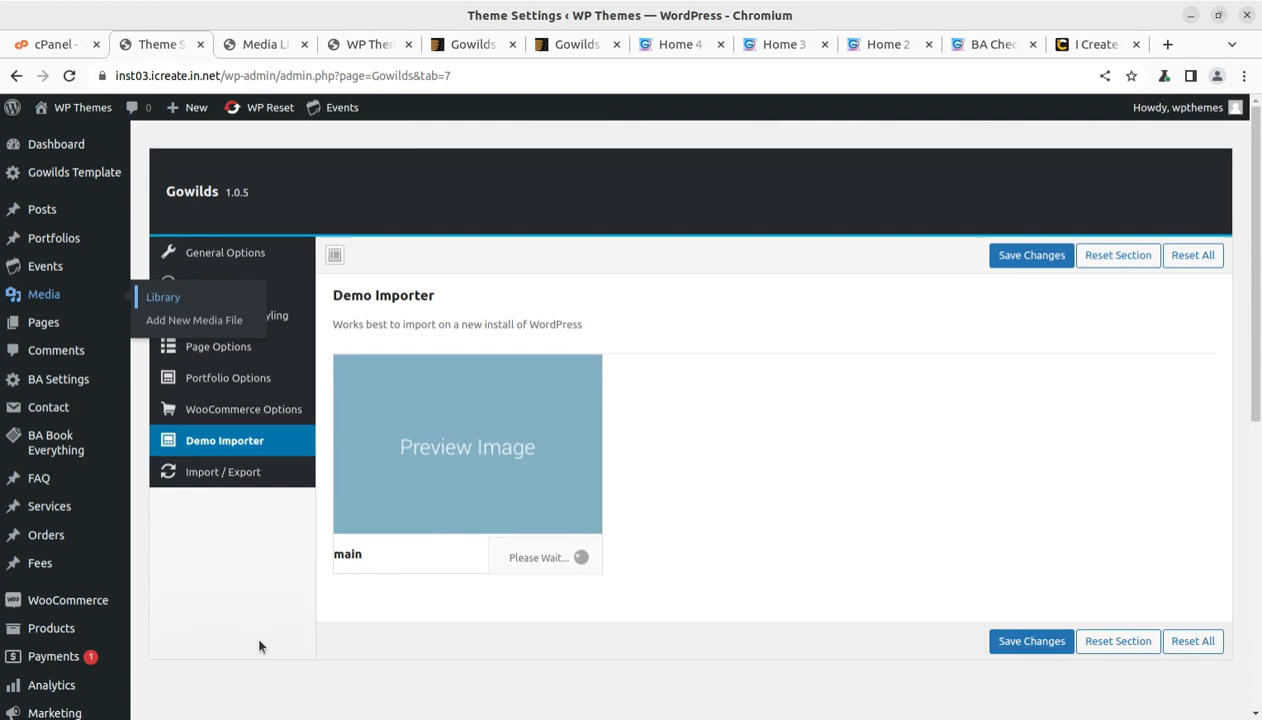 Theme Settings ‹ WP Themes — WordPress - Chromium
cPanel -
Theme S
Media Li
WP Them
Gowilds
Gowilds
Home 4 -
Home 3 -
Home 2 -
BA Chec
I Create
inst03.icreate.in.net/wp-admin/admin.php?page=Gowilds&tab=7
WP Themes
0
New
WP Reset
Events
Howdy, wpthemes
Dashboard
Gowilds Template
Posts
Portfolios
Events
Media
Pages
Comments
BA Settings
Contact
BA Book
Everything
FAQ
Services
Orders
Fees
WooCommerce
Products
Payments 1
Analytics
Marketing
Library
Add New Media File
Gowilds 1.0.5
General Options
yling
Page Options
Portfolio Options
WooCommerce Options
Demo Importer
Import / Export
Save Changes
Reset Section
Reset All
Demo Importer
Works best to import on a new install of WordPress
Preview Image
main
Please Wait...
Save Changes
Reset Section
Reset All